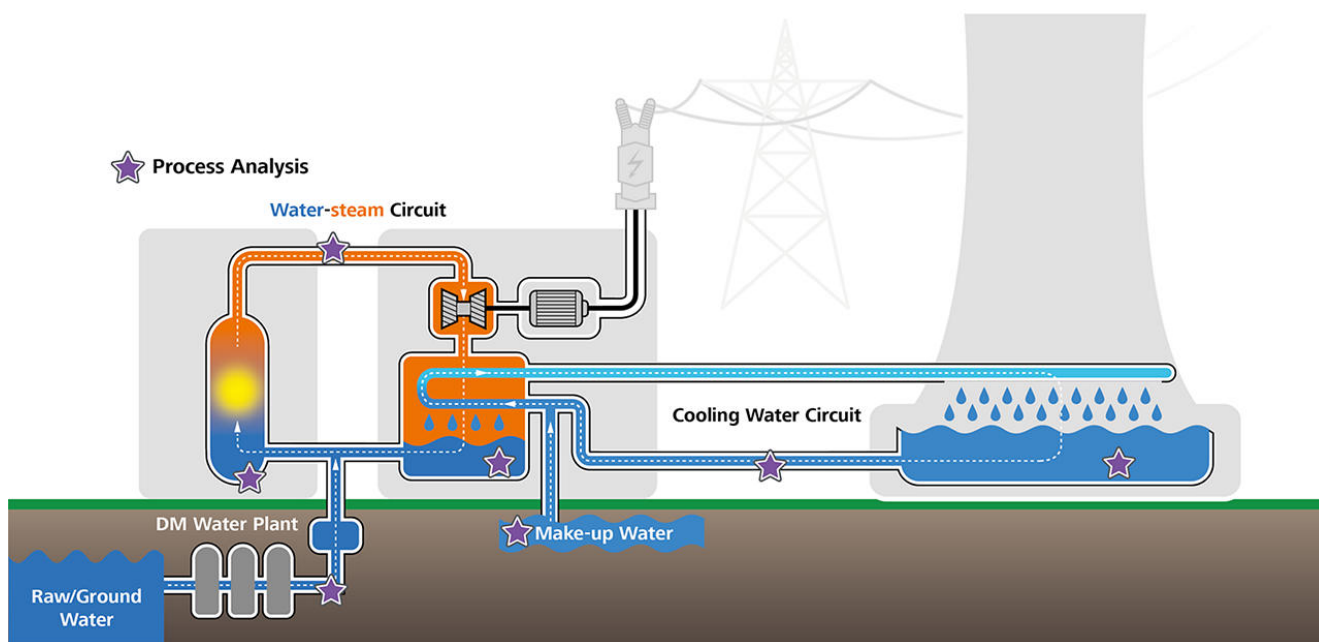 Process Analysis
Water-steam Circuit
Cooling Water Circuit
DM Water Plant
Make-up Water
Raw/Ground
Water